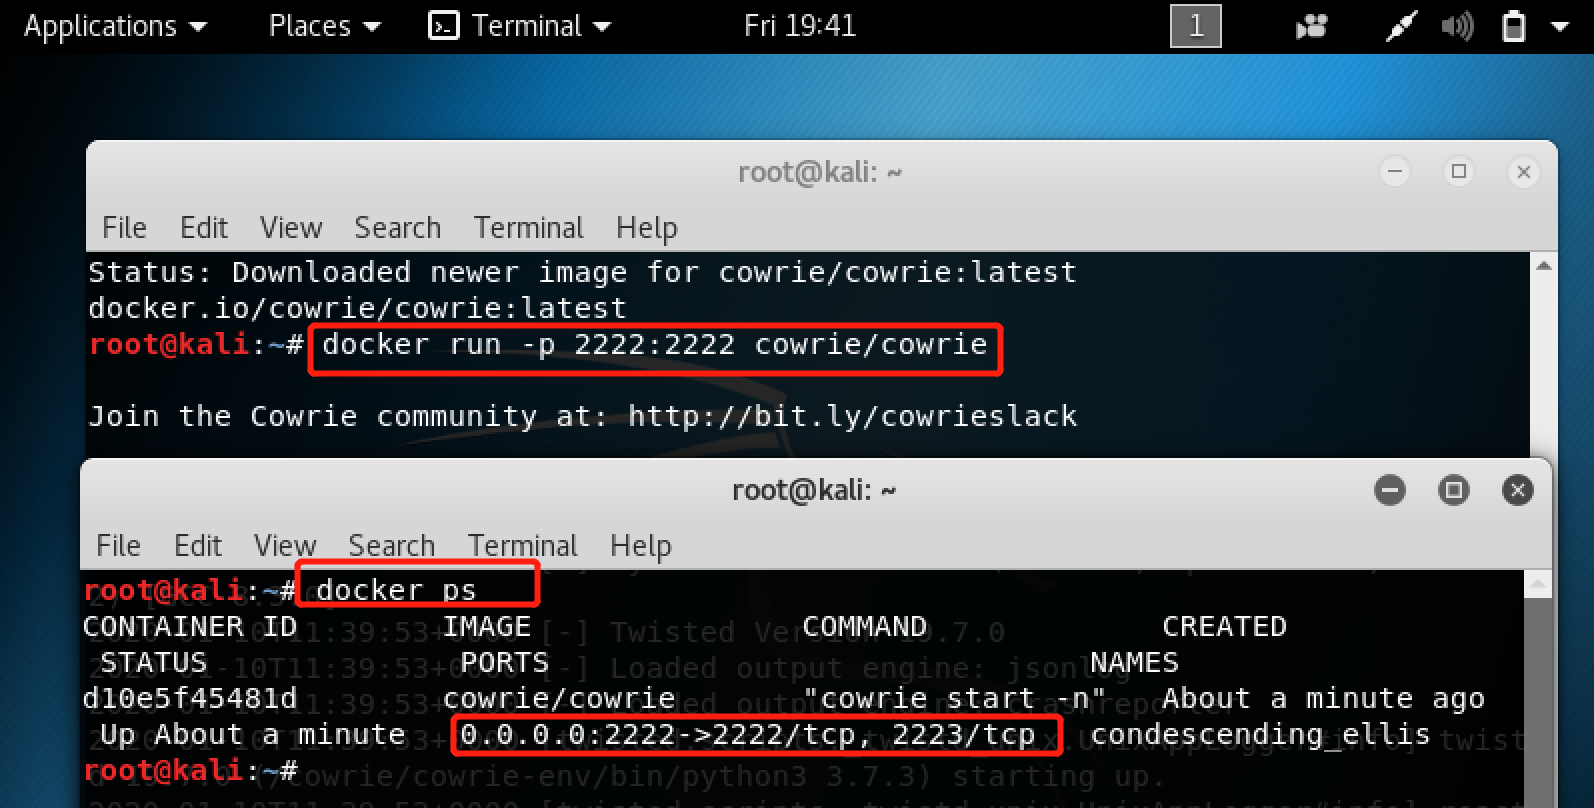 Applications Places Terminal Fri 19:41 1
root@kali: ~
File Edit View Search Terminal Help
Status: Downloaded newer image for cowrie/cowrie:latest
docker.io/cowrie/cowrie:latest
root@kali:~# docker run -p 2222:2222 cowrie/cowrie
Join the Cowrie community at: http://bit.ly/cowrieslack
root@kali: ~
File Edit View Search Terminal Help
root@kali:~# docker ps
CONTAINER ID IMAGE COMMAND CREATED
STATUS PORTS NAMES
d10e5f45481d cowrie/cowrie "cowrie start -n" About a minute ago
Up About a minute 0.0.0.0:2222->2222/tcp, 2223/tcp condescending_ellis
root@kali:~#